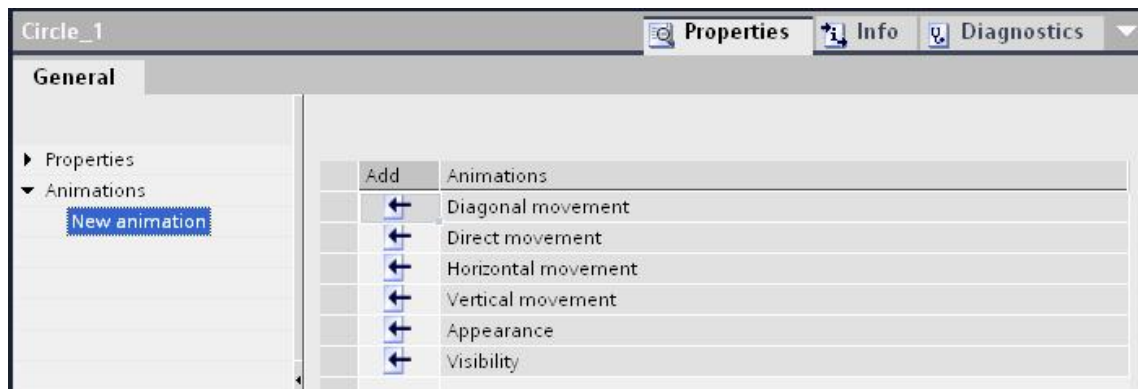 Circle_1 Properties Info Diagnostics
General
Properties
Animations
New animation
Add Animations
Diagonal movement
Direct movement
Horizontal movement
Vertical movement
Appearance
Visibility